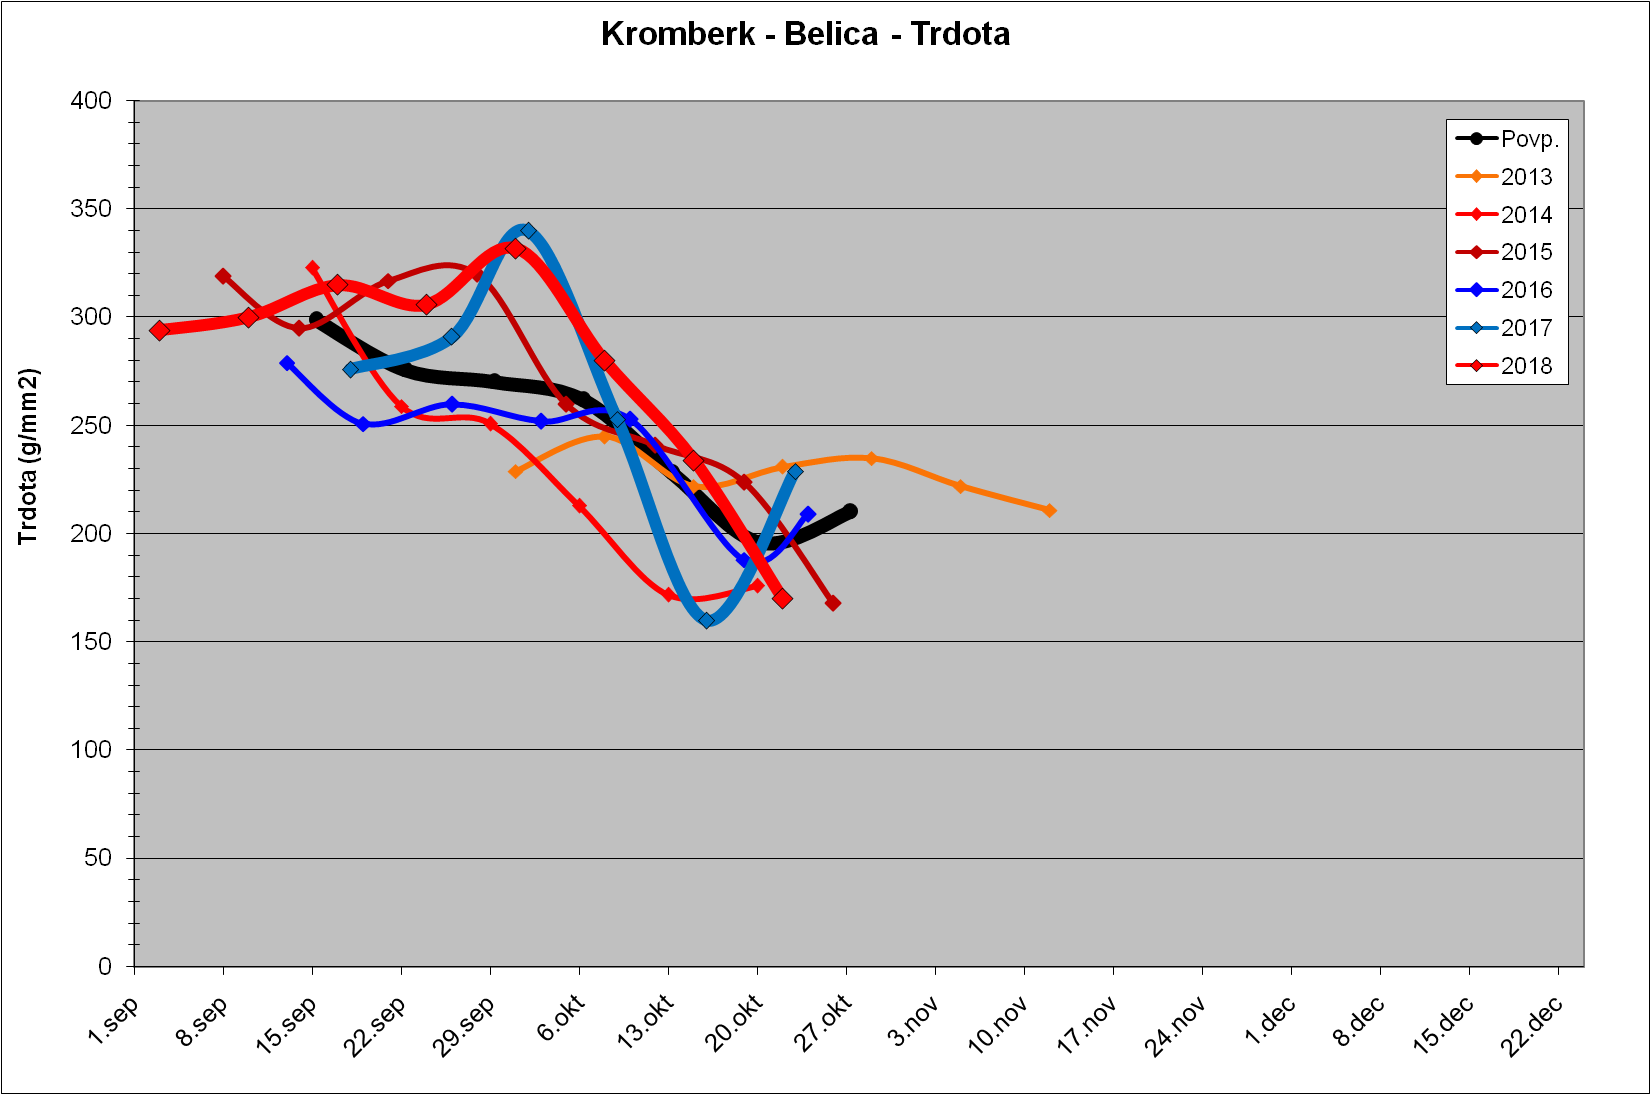 Kromberk - Belica - Trdota
Trdota (g/mm2)
400
350
300
250
200
150
100
50
0
1.sep
8.sep
15.sep
22.sep
29.sep
6.okt
13.okt
20.okt
27.okt
3.nov
10.nov
17.nov
24.nov
1.dec
8.dec
15.dec
22.dec
Povp.
2013
2014
2015
2016
2017
2018